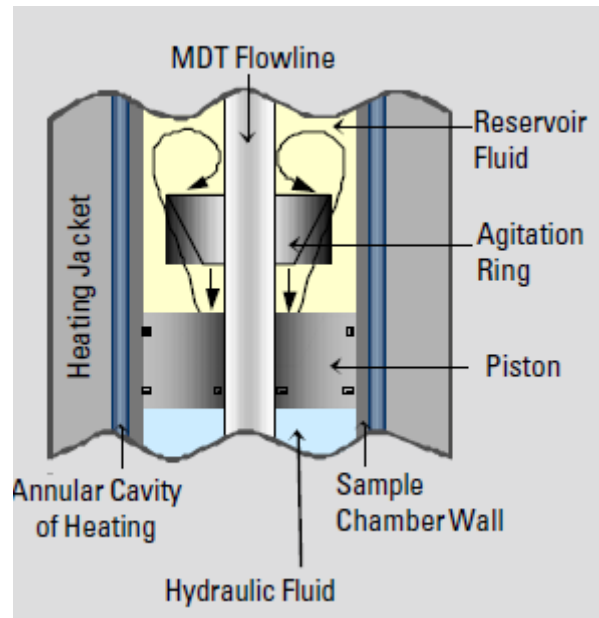 MDT Flowline
Reservoir
Fluid
Agitation
Ring
Heating Jacket
Piston
Annular Cavity
of Heating
Sample
Chamber Wall
Hydraulic Fluid